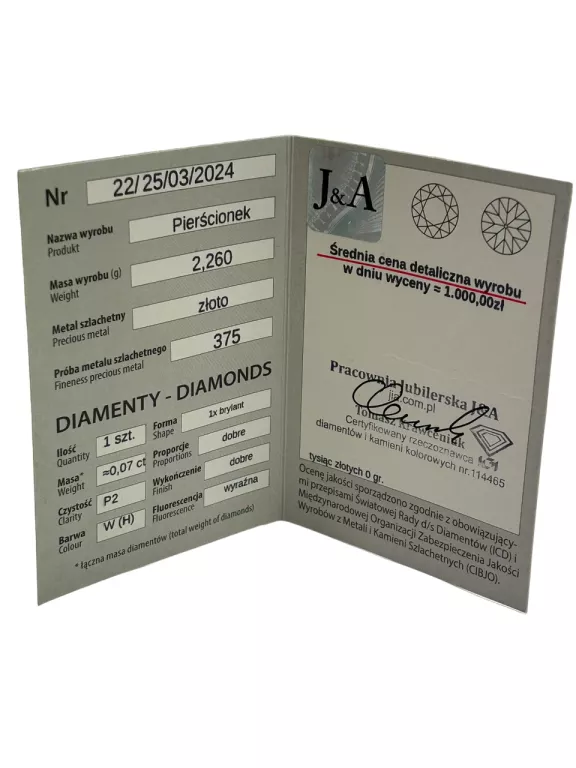 Nr 22/25/03/2024
Nazwa wyrobu Pierścionek
Produkt
Masa wyrobu (g) 2,260
Weight
Metal szlachetny złoto
Precious metal
Próba metalu szlachetnego 375
Fineness precious metal
DIAMENTY - DIAMONDS
Ilość 1 szt.
Quantity
Masa* ≈0,07 ct
Weight
Czystość P2
Clarity
Barwa W (H)
Colour
Forma 1x brylant
Shape
Proporcje dobre
Proportions
Wykończenie dobre
Finish
Fluorescencja wyraźna
Fluorescence
* łączna masa diamentów (total weight of diamonds)
J&A
Średnia cena detaliczna wyrobu
w dniu wyceny = 1.000,00zł
Pracownia Jubilerska J&A
jia.com.pl
Tomasz Krawceniuk
Certyfikowany rzeczoznawca
diamentów i kamieni kolorowych nr.114465
tysiąc złotych 0 gr.
Ocenę jakości sporządzono zgodnie z obowiązujący-
mi przepisami Światowej Rady d/s Diamentów (ICD) i
Międzynarodowej Organizacji Zabezpieczenia Jakości
Wyrobów z Metali i Kamieni Szlachetnych (CIBJO).